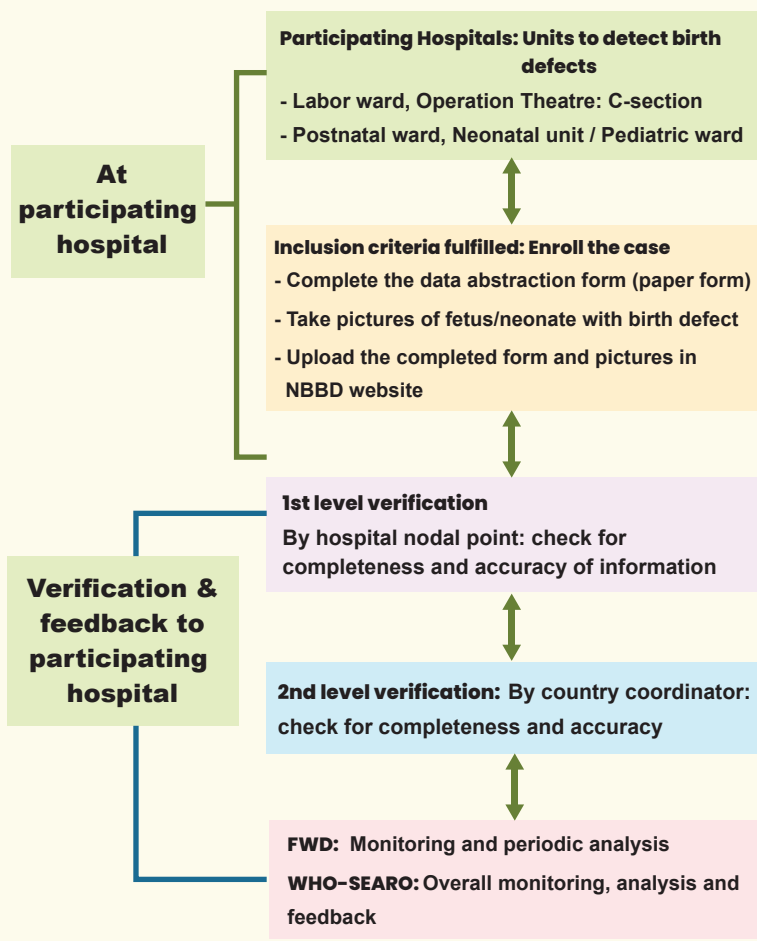 Participating Hospitals: Units to detect birth
defects
- Labor ward, Operation Theatre: C-section
- Postnatal ward, Neonatal unit / Pediatric ward
At
participating
hospital
Inclusion criteria fulfilled: Enroll the case
- Complete the data abstraction form (paper form)
- Take pictures of fetus/neonate with birth defect
- Upload the completed form and pictures in
NBBD website
1st level verification
By hospital nodal point: check for
completeness and accuracy of information
Verification &
feedback to
participating
hospital
2nd level verification: By country coordinator:
check for completeness and accuracy
FWD: Monitoring and periodic analysis
WHO-SEARO: Overall monitoring, analysis and
feedback